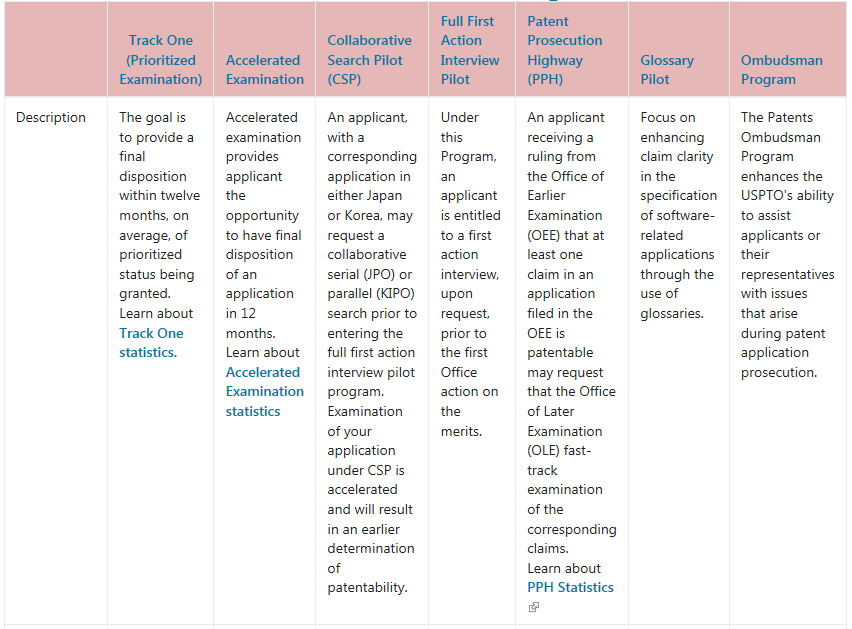 Track One
(Prioritized
Examination)
Accelerated
Examination
Collaborative
Search Pilot
(CSP)
Full First
Action
Interview
Pilot
Patent
Prosecution
Highway
(PPH)
Glossary
Pilot
Ombudsman
Program
Description
The goal is
to provide a
final
disposition
within twelve
months, on
average, of
prioritized
status being
granted.
Learn about
Track One
statistics.
Accelerated
examination
provides
applicant
the
opportunity
to have final
disposition
of an
application
in 12
months.
Learn about
Accelerated
Examination
statistics
An applicant,
with a
corresponding
application in
either Japan
or Korea, may
request a
collaborative
serial (JPO) or
parallel (KIPO)
search prior to
entering the
full first action
interview pilot
program.
Examination
of your
application
under CSP is
accelerated
and will result
in an earlier
determination
of
patentability.
Under
this
Program,
an
applicant
is entitled
to a first
action
interview,
upon
request,
prior to
the first
Office
action on
the
merits.
An applicant
receiving a
ruling from
the Office of
Earlier
Examination
(OEE) that at
least one
claim in an
application
filed in the
OEE is
patentable
may request
that the Office
of Later
Examination
(OLE) fast-
track
examination
of the
corresponding
claims.
Learn about
PPH Statistics
Focus on
enhancing
claim clarity
in the
specification
of software-
related
applications
through the
use of
glossaries.
The Patents
Ombudsman
Program
enhances the
USPTO's ability
to assist
applicants or
their
representatives
with issues
that arise
during patent
application
prosecution.